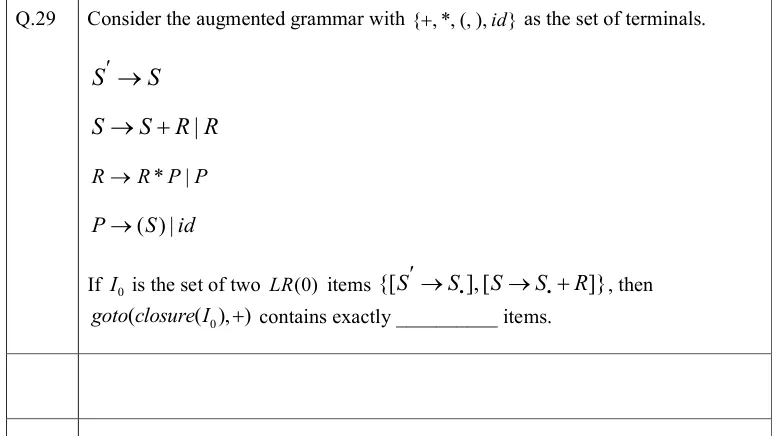 Q.29 Consider the augmented grammar with {+, *, (, ), id} as the set of terminals.
S' → S
S → S + R | R
R → R * P | P
P → (S) | id
If I₀ is the set of two LR(0) items {[S' → S.], [S → S. + R]}, then
goto(closure(I₀), +) contains exactly __________ items.